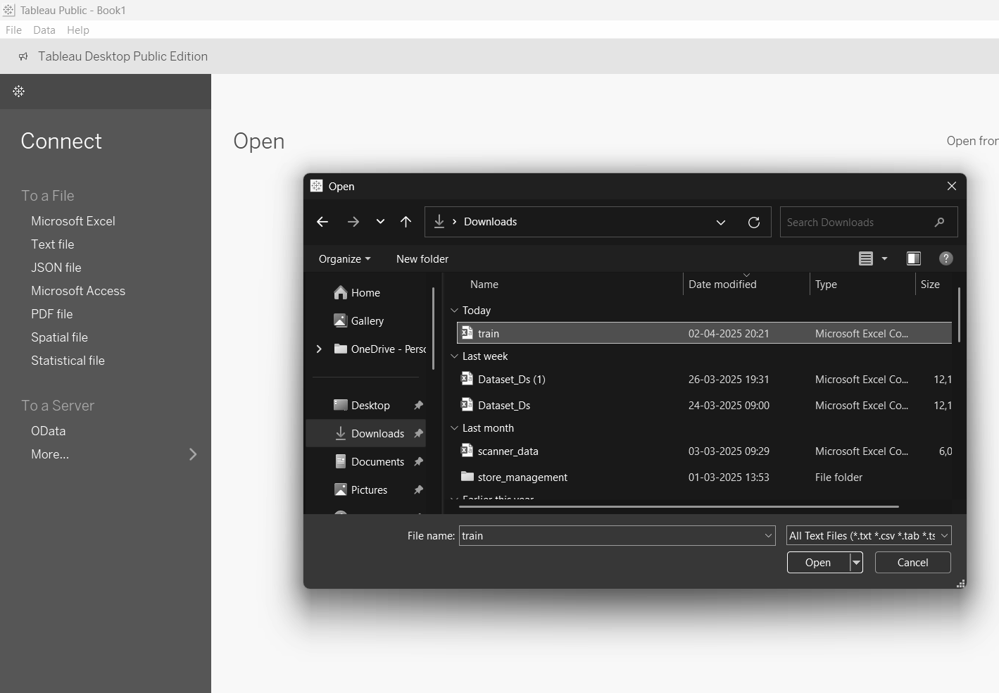 Tableau Public - Book1
File Data Help
Tableau Desktop Public Edition
Connect
To a File
Microsoft Excel
Text file
JSON file
Microsoft Access
PDF file
Spatial file
Statistical file
To a Server
OData
More...
Open
Open from
Open
Downloads
Search Downloads
Organize New folder
Home
Gallery
OneDrive - Perso
Desktop
Downloads
Documents
Pictures
Name Date modified Type Size
Today
train 02-04-2025 20:21 Microsoft Excel Co...
Last week
Dataset_Ds (1) 26-03-2025 19:31 Microsoft Excel Co... 12,1
Dataset_Ds 24-03-2025 09:00 Microsoft Excel Co... 12,1
Last month
scanner_data 03-03-2025 09:29 Microsoft Excel Co... 6,0
store_management 01-03-2025 13:53 File folder
Earlier this year
File name: train All Text Files (*.txt *.csv *.tab *.ts
Open Cancel